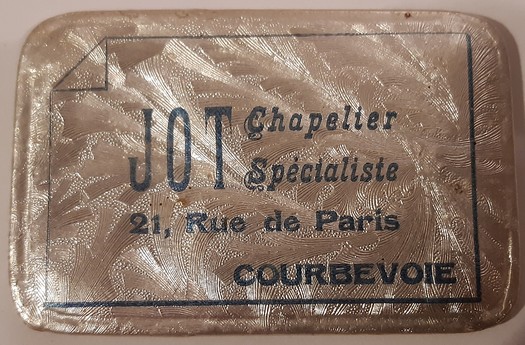 JOT Chapelier
Spécialiste
21, Rue de Paris
COURBEVOIE